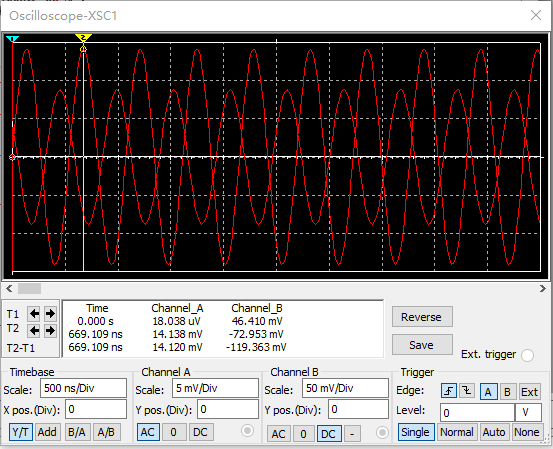 Oscilloscope-XSC1
1 2
Time Channel_A Channel_B
T1 0.000 s 18.038 uV 46.410 mV
T2 669.109 ns 14.138 mV -72.953 mV
T2-T1 669.109 ns 14.120 mV -119.363 mV
Reverse
Save
Ext. trigger
Timebase Channel A Channel B Trigger
Scale: 500 ns/Div Scale: 5 mV/Div Scale: 50 mV/Div Edge: A B Ext
X pos.(Div): 0 Y pos.(Div): 0 Y pos.(Div): 0 Level: 0 V
Y/T Add B/A A/B AC 0 DC AC 0 DC - Single Normal Auto None